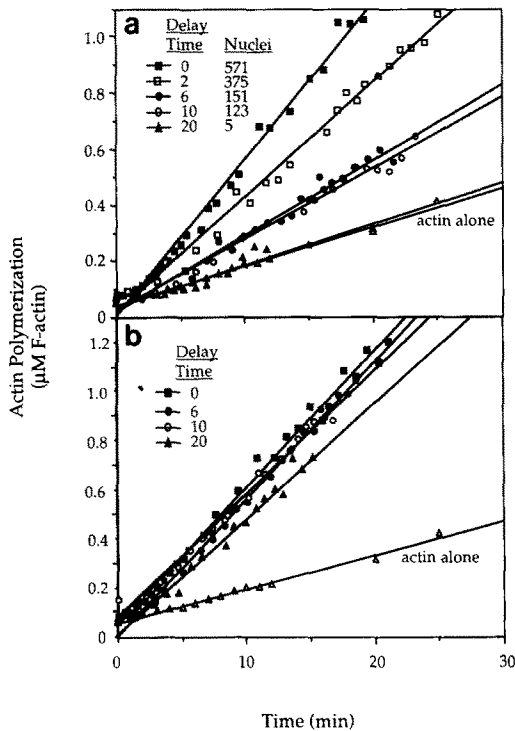 a
Delay
Time Nuclei
0 571
2 375
6 151
10 123
20 5
actin alone
1.0
0.8
0.6
0.4
0.2
0
b
Delay
Time
0
6
10
20
actin alone
1.2
1.0
0.8
0.6
0.4
0.2
0
0 10 20 30
Time (min)
Actin Polymerization
(μM F-actin)